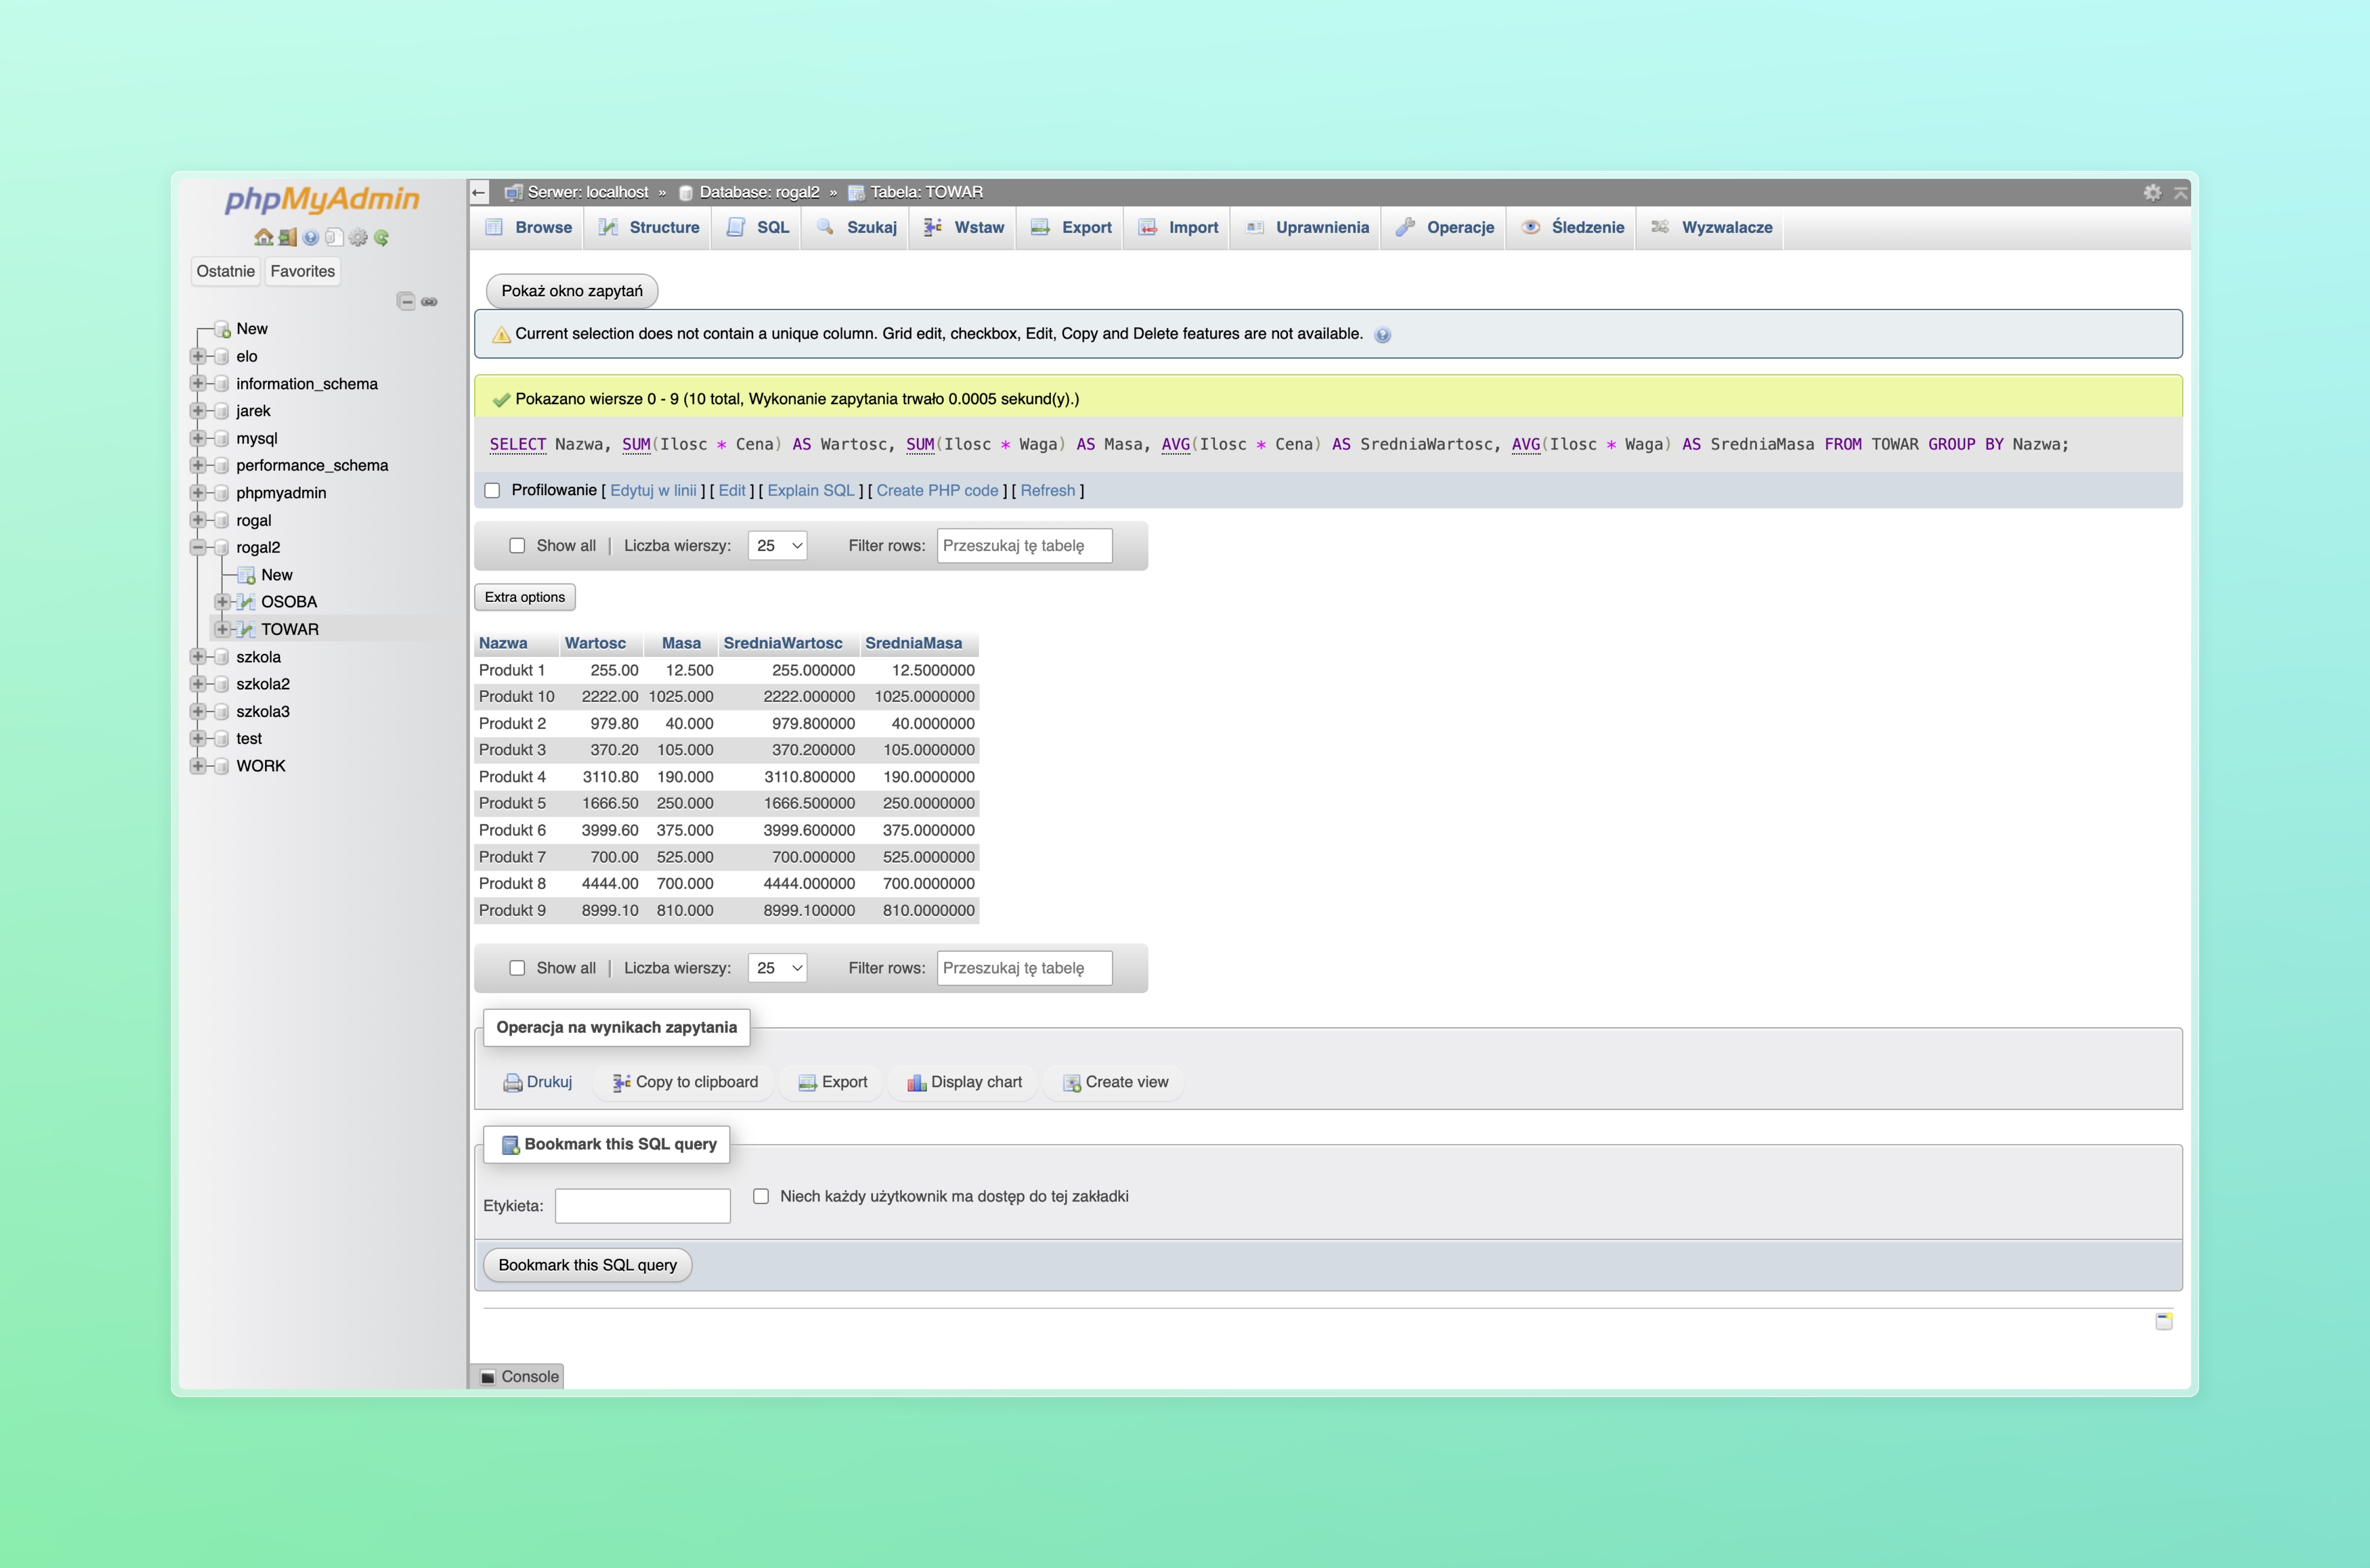 phpMyAdmin
Ostatnie Favorites
New
elo
information_schema
jarek
mysql
performance_schema
phpmyadmin
rogal
rogal2
New
OSOBA
TOWAR
szkola
szkola2
szkola3
test
WORK
Serwer: localhost » Database: rogal2 » Tabela: TOWAR
Browse Structure SQL Szukaj Wstaw Export Import Uprawnienia Operacje Śledzenie Wyzwalacze
Pokaż okno zapytań
Current selection does not contain a unique column. Grid edit, checkbox, Edit, Copy and Delete features are not available.
Pokazano wiersze 0 - 9 (10 total, Wykonanie zapytania trwało 0.0005 sekund(y).)
SELECT Nazwa, SUM(Ilosc * Cena) AS Wartosc, SUM(Ilosc * Waga) AS Masa, AVG(Ilosc * Cena) AS SredniaWartosc, AVG(Ilosc * Waga) AS SredniaMasa FROM TOWAR GROUP BY Nazwa;
Profilowanie [ Edytuj w linii ] [ Edit ] [ Explain SQL ] [ Create PHP code ] [ Refresh ]
Show all | Liczba wierszy: 25 Filter rows: Przeszukaj tę tabelę
Extra options
Nazwa Wartosc Masa SredniaWartosc SredniaMasa
Produkt 1 255.00 12.500 255.000000 12.5000000
Produkt 10 2222.00 1025.000 2222.000000 1025.0000000
Produkt 2 979.80 40.000 979.800000 40.0000000
Produkt 3 370.20 105.000 370.200000 105.0000000
Produkt 4 3110.80 190.000 3110.800000 190.0000000
Produkt 5 1666.50 250.000 1666.500000 250.0000000
Produkt 6 3999.60 375.000 3999.600000 375.0000000
Produkt 7 700.00 525.000 700.000000 525.0000000
Produkt 8 4444.00 700.000 4444.000000 700.0000000
Produkt 9 8999.10 810.000 8999.100000 810.0000000
Show all | Liczba wierszy: 25 Filter rows: Przeszukaj tę tabelę
Operacja na wynikach zapytania
Drukuj Copy to clipboard Export Display chart Create view
Bookmark this SQL query
Etykieta: Niech każdy użytkownik ma dostęp do tej zakładki
Bookmark this SQL query
Console